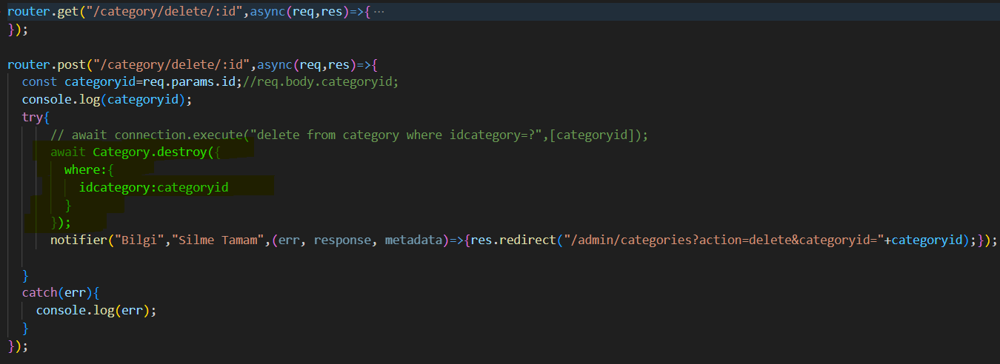 router.get("/category/delete/:id",async(req,res)=>{ ···
});
router.post("/category/delete/:id",async(req,res)=>{
const categoryid=req.params.id;//req.body.categoryid;
console.log(categoryid);
try{
// await connection.execute("delete from category where idcategory=?",[categoryid]);
await Category.destroy({
where:{
idcategory:categoryid
}
});
notifier("Bilgi","Silme Tamam",(err, response, metadata)=>{res.redirect("/admin/categories?action=delete&categoryid="+categoryid);});
}
catch(err){
console.log(err);
}
});